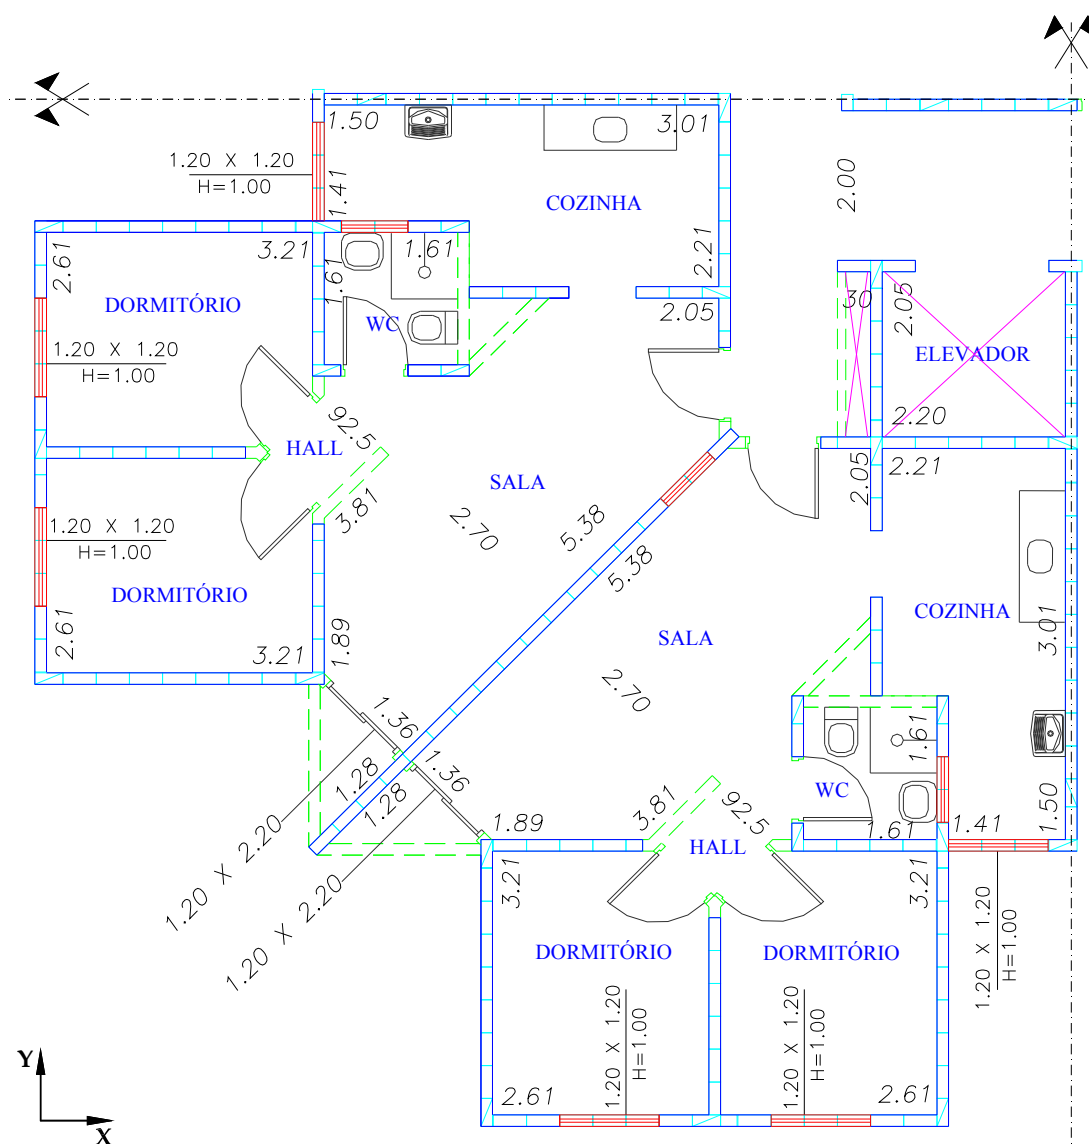 1.50
3.01
1.20 X 1.20
H=1.00
1.41
COZINHA
2.00
3.21
1.61
2.61
1.61
2.21
DORMITÓRIO
WC
2.05
30
2.05
1.20 X 1.20
H=1.00
ELEVADOR
92.5
2.20
HALL
SALA
2.05
2.21
3.81
2.70
5.38
5.38
1.20 X 1.20
H=1.00
DORMITÓRIO
COZINHA
2.61
3.21
1.89
SALA
3.01
2.70
1.36
1.36
1.61
1.28
1.28
WC
1.89
3.81
92.5
1.61
1.41
1.50
HALL
1.20 X 2.20
1.20 X 2.20
3.21
3.21
DORMITÓRIO
DORMITÓRIO
1.20 X 1.20
H=1.00
1.20 X 1.20
H=1.00
1.20 X 1.20
H=1.00
2.61
2.61
Y
X